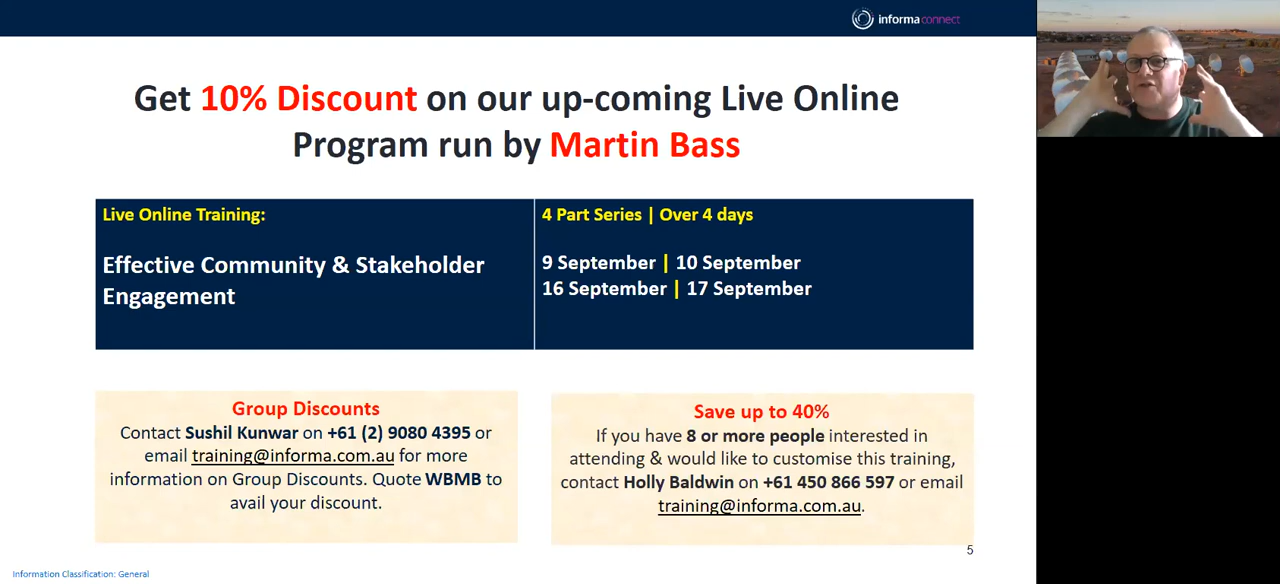 informa connect
Get 10% Discount on our up-coming Live Online
Program run by Martin Bass
Live Online Training:
Effective Community & Stakeholder
Engagement
4 Part Series | Over 4 days
9 September | 10 September
16 September | 17 September
Group Discounts
Contact Sushil Kunwar on +61 (2) 9080 4395 or
email training@informa.com.au for more
information on Group Discounts. Quote WBMB to
avail your discount.
Save up to 40%
If you have 8 or more people interested in
attending & would like to customise this training,
contact Holly Baldwin on +61 450 866 597 or email
training@informa.com.au.
5
Information Classification: General